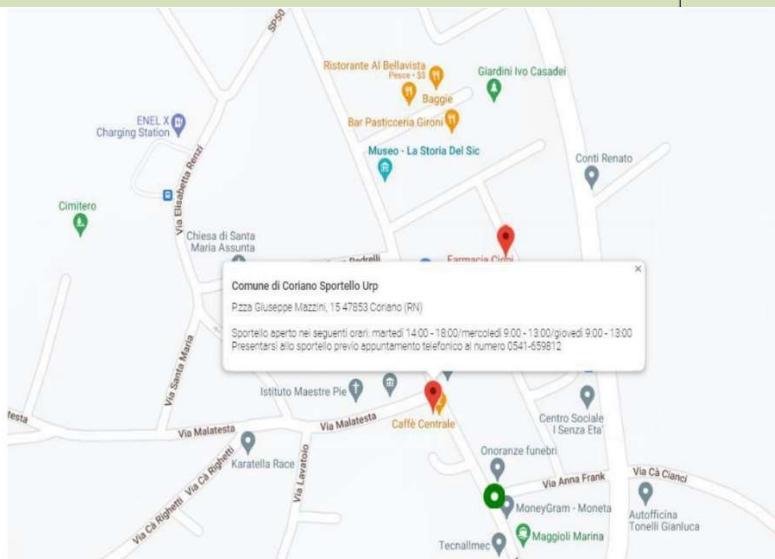 SP50
Ristorante Al Bellavista
Pesce • $$
Giardini Ivo Casadei
ENEL X
Charging Station
Baggie
Bar Pasticceria Gironi
Museo - La Storia Del Sic
Conti Renato
Via Elisabetta Renzi
Cimitero
Chiesa di Santa
Maria Assunta
Farmacia
Comune di Coriano Sportello Urp
P.zza Giuseppe Mazzini, 15 47853 Coriano (RN)
Sportello aperto nei seguenti orari: martedì 14:00 - 18:00/mercoledì 9:00 - 13:00/giovedì 9:00 - 13:00
Presentarsi allo sportello previo appuntamento telefonico al numero 0541-659812
Via Santa Maria
Istituto Maestre Pie
testa
Via Malatesta
Via Malatesta
Caffè Centrale
Centro Sociale
I Senza Eta'
Karatella Race
Via Lavatoio
Onoranze funebri
Via Cà Righetti
Via Cà Righetti
Via Anna Frank
Via Cà Cianci
MoneyGram - Moneta
Autofficina
Tonelli Gianluca
Maggioli Marina
Tecnallmec